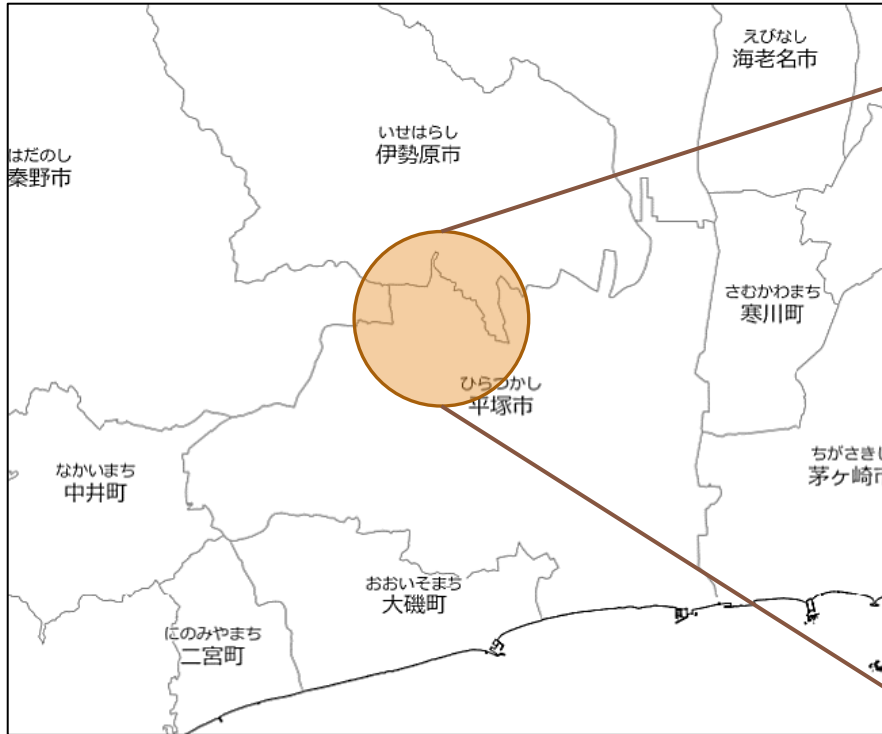 えびなし
海老名市
いせはらし
伊勢原市
はだのし
秦野市
さむかわまち
寒川町
ひらつかし
平塚市
ちがさきし
茅ヶ崎市
なかいまち
中井町
おおいそまち
大磯町
にのみやまち
二宮町